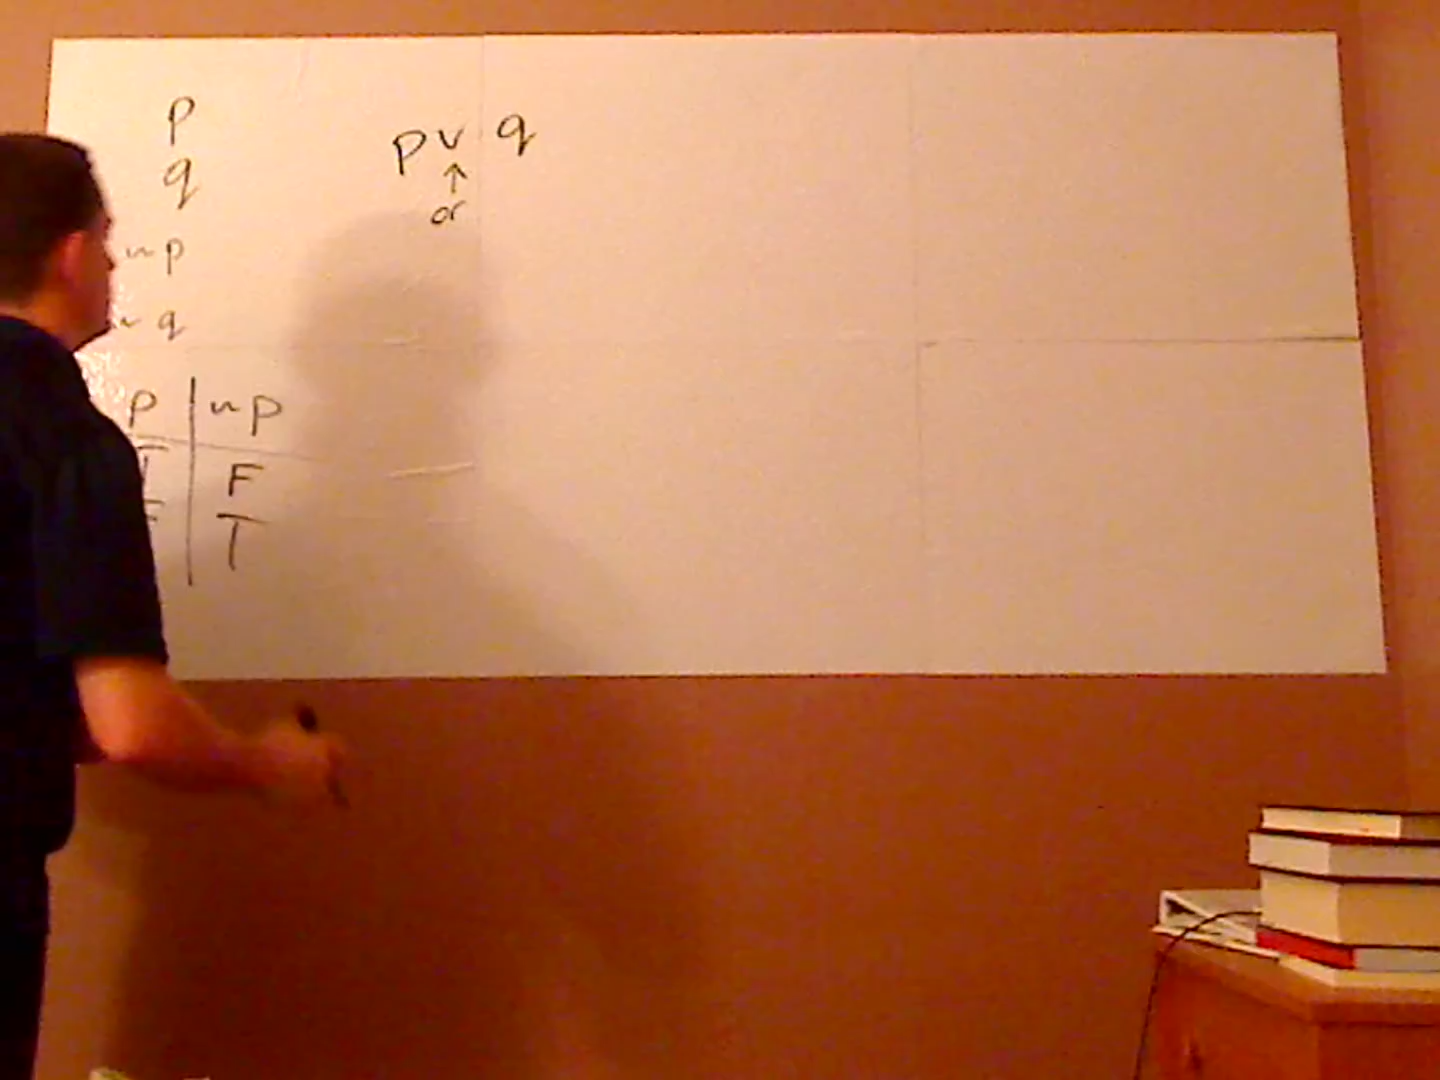 p
q
~p
~q
p v q
↑
or
p | ~p
T | F
F | T